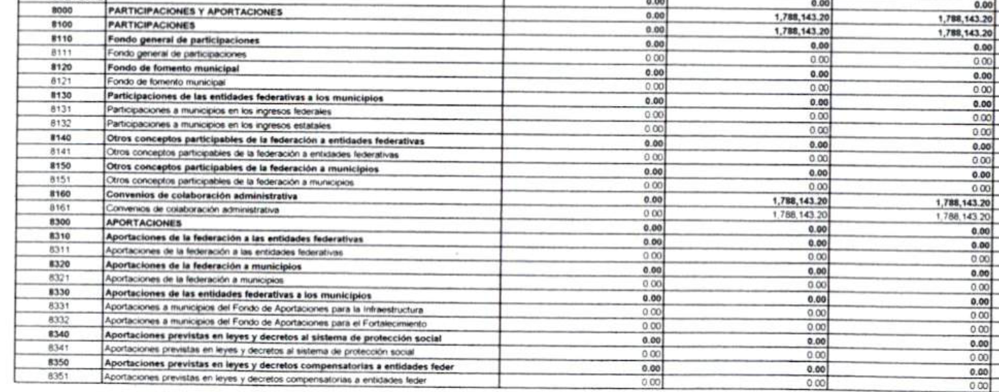 0.00 0.00 0.00
8000 PARTICIPACIONES Y APORTACIONES 0.00 1,788,143.20 1,788,143.20
8100 PARTICIPACIONES 0.00 1,788,143.20 1,788,143.20
8110 Fondo general de participaciones 0.00 0.00 0.00
8111 Fondo general de participaciones 0.00 0.00 0.00
8120 Fondo de fomento municipal 0.00 0.00 0.00
8121 Fondo de fomento municipal 0.00 0.00 0.00
8130 Participaciones de las entidades federativas a los municipios 0.00 0.00 0.00
8131 Participaciones a municipios en los ingresos federales 0.00 0.00 0.00
8132 Participaciones a municipios en los ingresos estatales 0.00 0.00 0.00
8140 Otros conceptos participables de la federación a entidades federativas 0.00 0.00 0.00
8141 Otros conceptos participables de la federación a entidades federativas 0.00 0.00 0.00
8150 Otros conceptos participables de la federación a municipios 0.00 0.00 0.00
8151 Otros conceptos participables de la federación a municipios 0.00 0.00 0.00
8160 Convenios de colaboración administrativa 0.00 1,788,143.20 1,788,143.20
8161 Convenios de colaboración administrativa 0.00 1,788,143.20 1,788,143.20
8300 APORTACIONES 0.00 0.00 0.00
8310 Aportaciones de la federación a las entidades federativas 0.00 0.00 0.00
8311 Aportaciones de la federación a las entidades federativas 0.00 0.00 0.00
8320 Aportaciones de la federación a municipios 0.00 0.00 0.00
8321 Aportaciones de la federación a municipios 0.00 0.00 0.00
8330 Aportaciones de las entidades federativas a los municipios 0.00 0.00 0.00
8331 Aportaciones a municipios del Fondo de Aportaciones para la Infraestructura 0.00 0.00 0.00
8332 Aportaciones a municipios del Fondo de Aportaciones para el Fortalecimiento 0.00 0.00 0.00
8340 Aportaciones previstas en leyes y decretos al sistema de protección social 0.00 0.00 0.00
8341 Aportaciones previstas en leyes y decretos al sistema de protección social 0.00 0.00 0.00
8350 Aportaciones previstas en leyes y decretos compensatorias a entidades feder 0.00 0.00 0.00
8351 Aportaciones previstas en leyes y decretos compensatorias a entidades feder 0.00 0.00 0.00